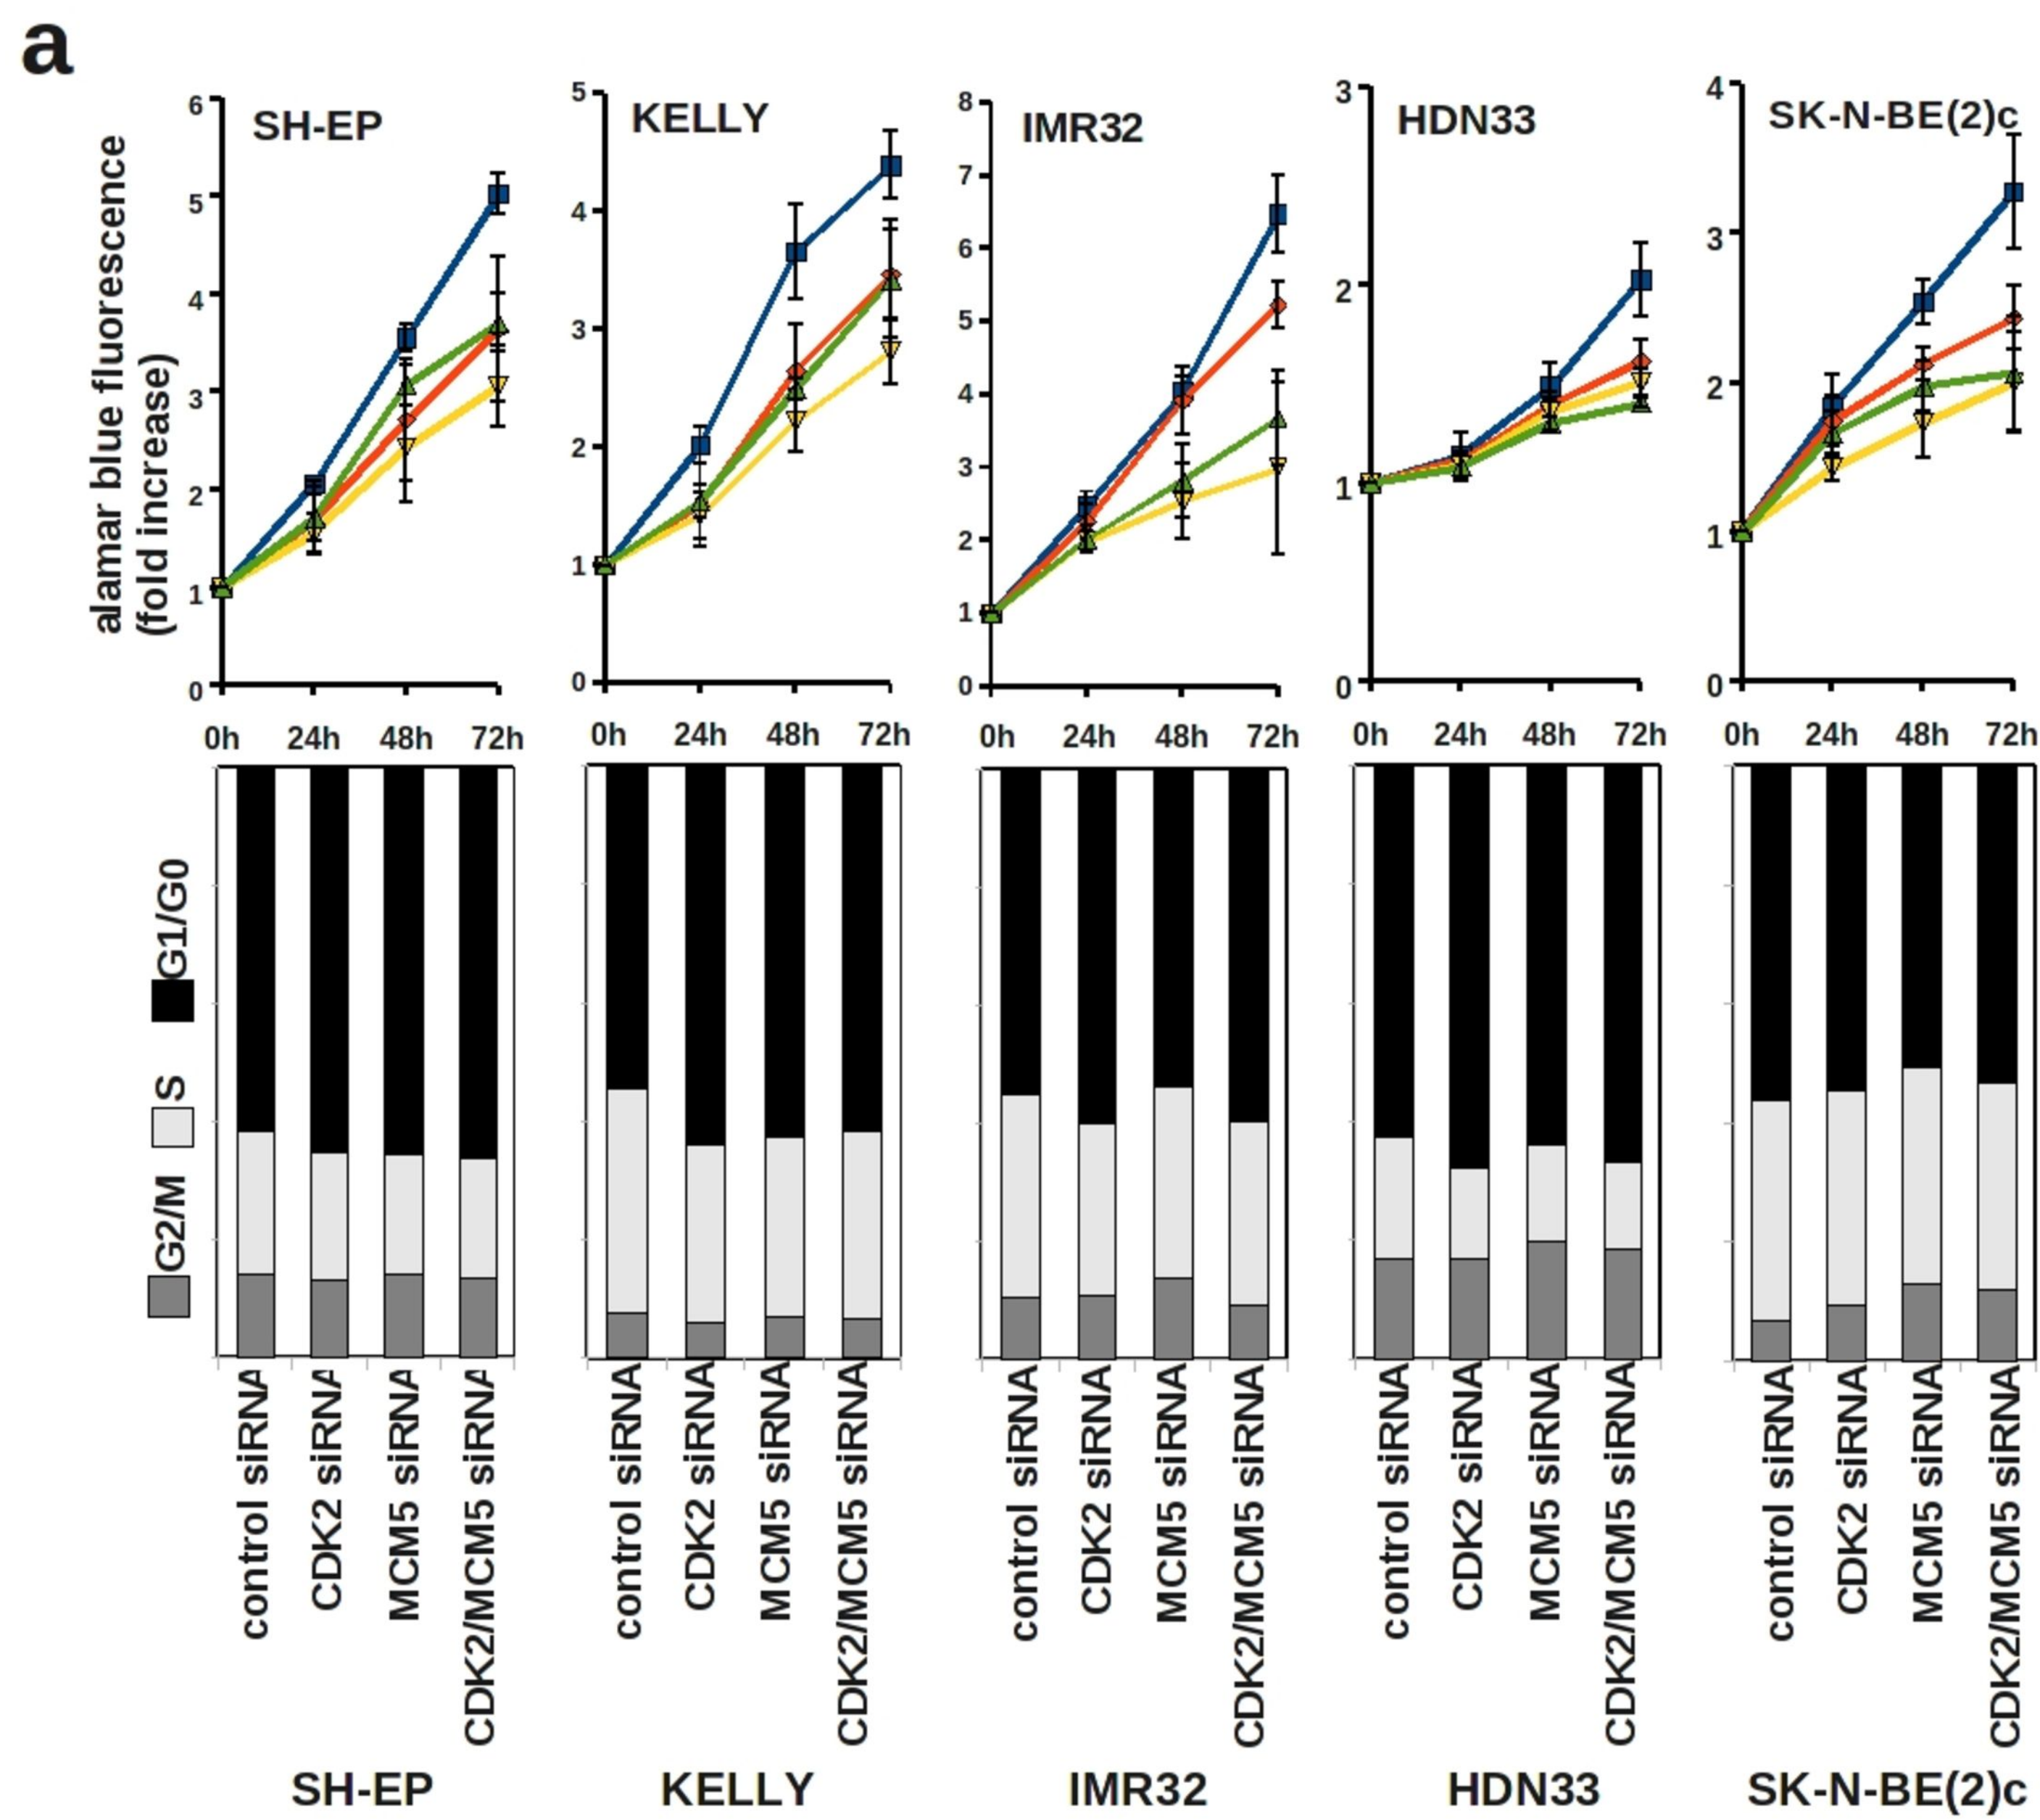 a
alamar blue fluorescence
(fold increase)
SH-EP
6
5
4
3
2
1
0
0h 24h 48h 72h
KELLY
5
4
3
2
1
0
0h 24h 48h 72h
IMR32
8
7
6
5
4
3
2
1
0
0h 24h 48h 72h
HDN33
3
2
1
0
0h 24h 48h 72h
SK-N-BE(2)c
4
3
2
1
0
0h 24h 48h 72h
G2/M S G1/G0
control siRNA
CDK2 siRNA
MCM5 siRNA
CDK2/MCM5 siRNA
control siRNA
CDK2 siRNA
MCM5 siRNA
CDK2/MCM5 siRNA
control siRNA
CDK2 siRNA
MCM5 siRNA
CDK2/MCM5 siRNA
control siRNA
CDK2 siRNA
MCM5 siRNA
CDK2/MCM5 siRNA
control siRNA
CDK2 siRNA
MCM5 siRNA
CDK2/MCM5 siRNA
SH-EP KELLY IMR32 HDN33 SK-N-BE(2)c